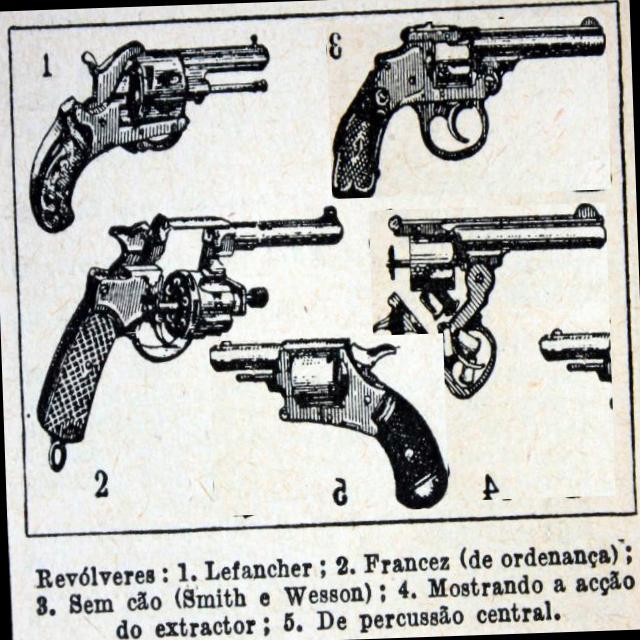 1
3
2
5
4
Revólveres: 1. Lefancher; 2. Francez (de ordenança);
3. Sem cão (Smith e Wesson); 4. Mostrando a acção
do extractor; 5. De percussão central.